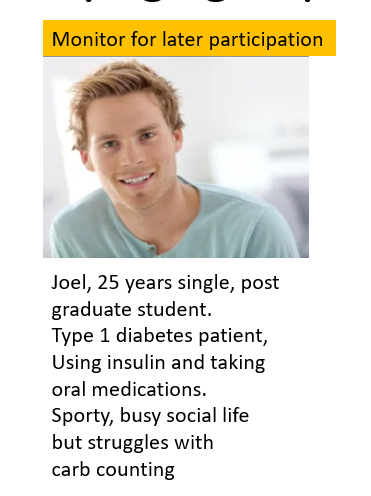 Monitor for later participation
Joel, 25 years single, post
graduate student.
Type 1 diabetes patient,
Using insulin and taking
oral medications.
Sporty, busy social life
but struggles with
carb counting